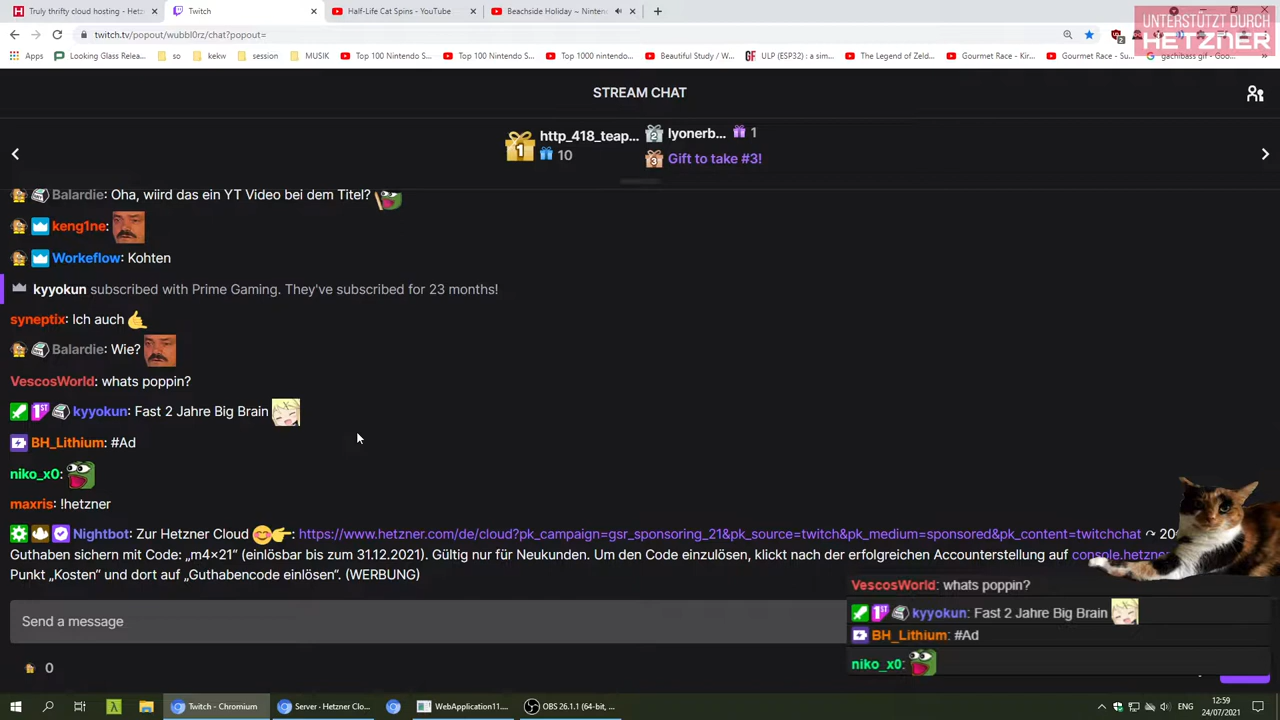 Truly thrifty cloud hosting - Hetz
Twitch
Half-Life Cat Spins - YouTube
Beachside Holiday ~ Ninten
UNTERSTÜTZT DURCH
HETZNER
twitch.tv/popout/wubbl0rz/chat?popout=
Apps
Looking Glass Relea...
so
kekw
session
MUSIK
Top 100 Nintendo S...
Top 100 Nintendo S...
Top 1000 nintendo...
Beautiful Study / W...
ULP (ESP32) : a sim...
The Legend of Zeld...
Gourmet Race - Kir...
Gourmet Race - Su...
gachibass gif - Goo...
STREAM CHAT
http_418_teap...
10
lyonerb... 1
Gift to take #3!
Balardie: Oha, wiird das ein YT Video bei dem Titel?
keng1ne:
Workeflow: Kohten
kyyokun subscribed with Prime Gaming. They've subscribed for 23 months!
syneptix: Ich auch
Balardie: Wie?
VescosWorld: whats poppin?
kyyokun: Fast 2 Jahre Big Brain
BH_Lithium: #Ad
niko_x0:
maxris: !hetzner
Nightbot: Zur Hetzner Cloud : https://www.hetzner.com/de/cloud?pk_campaign=gsr_sponsoring_21&pk_source=twitch&pk_medium=sponsored&pk_content=twitchchat
Guthaben sichern mit Code: „m4×21“ (einlösbar bis zum 31.12.2021). Gültig nur für Neukunden. Um den Code einzulösen, klickt nach der erfolgreichen Accounterstellung auf console.hetzne
Punkt „Kosten“ und dort auf „Guthabencode einlösen“. (WERBUNG)
Send a message
0
VescosWorld: whats poppin?
kyyokun: Fast 2 Jahre Big Brain
BH_Lithium: #Ad
niko_x0:
Twitch - Chromium
Server · Hetzner Clo...
WebApplication11...
OBS 26.1.1 (64-bit, ...
ENG
12:59
24/07/2021